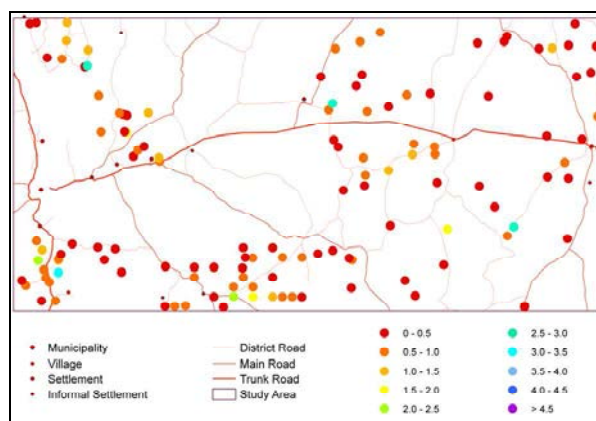 Municipality
Village
Settlement
Informal Settlement
District Road
Main Road
Trunk Road
Study Area
0 - 0.5
0.5 - 1.0
1.0 - 1.5
1.5 - 2.0
2.0 - 2.5
2.5 - 3.0
3.0 - 3.5
3.5 - 4.0
4.0 - 4.5
> 4.5